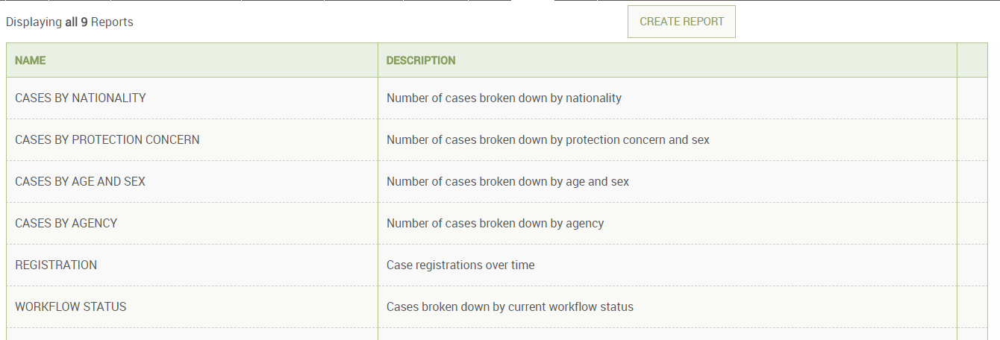 Displaying all 9 Reports
CREATE REPORT
NAME DESCRIPTION
CASES BY NATIONALITY Number of cases broken down by nationality
CASES BY PROTECTION CONCERN Number of cases broken down by protection concern and sex
CASES BY AGE AND SEX Number of cases broken down by age and sex
CASES BY AGENCY Number of cases broken down by agency
REGISTRATION Case registrations over time
WORKFLOW STATUS Cases broken down by current workflow status